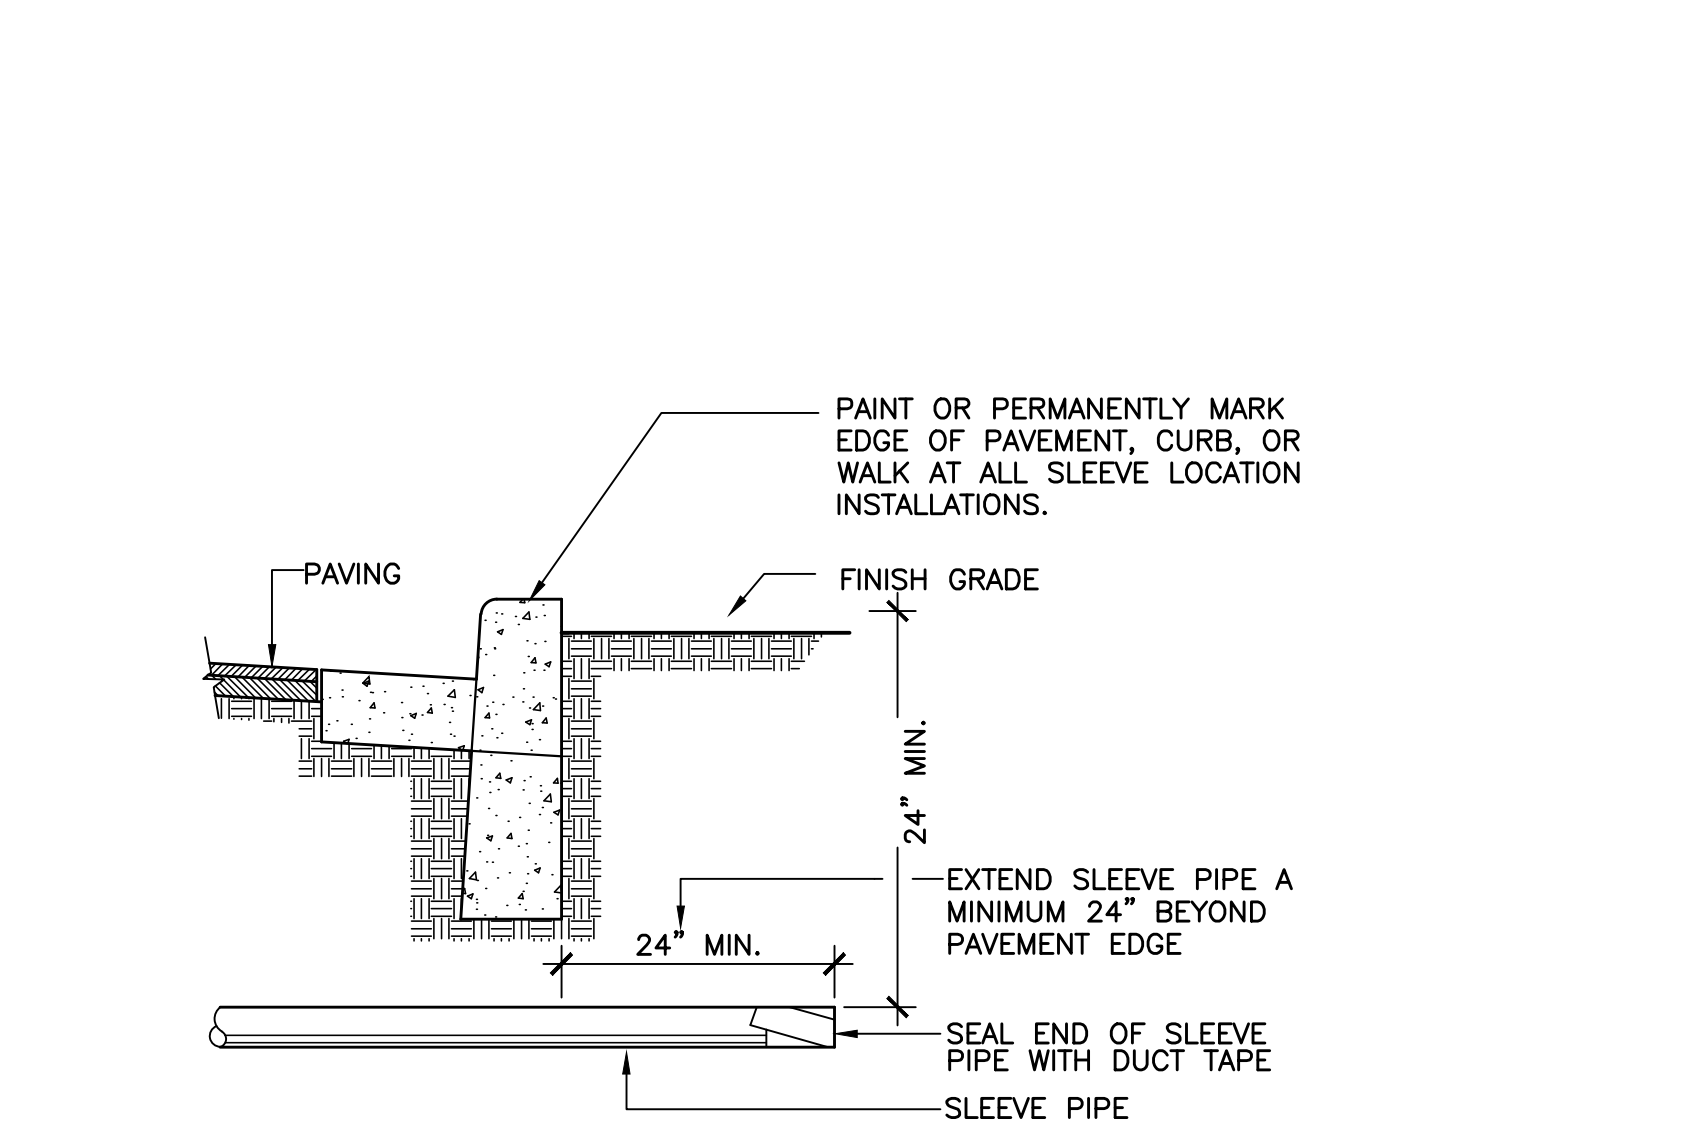 PAINT OR PERMANENTLY MARK
EDGE OF PAVEMENT, CURB, OR
WALK AT ALL SLEEVE LOCATION
INSTALLATIONS.
PAVING
FINISH GRADE
24” MIN.
EXTEND SLEEVE PIPE A
MINIMUM 24” BEYOND
PAVEMENT EDGE
24” MIN.
SEAL END OF SLEEVE
PIPE WITH DUCT TAPE
SLEEVE PIPE